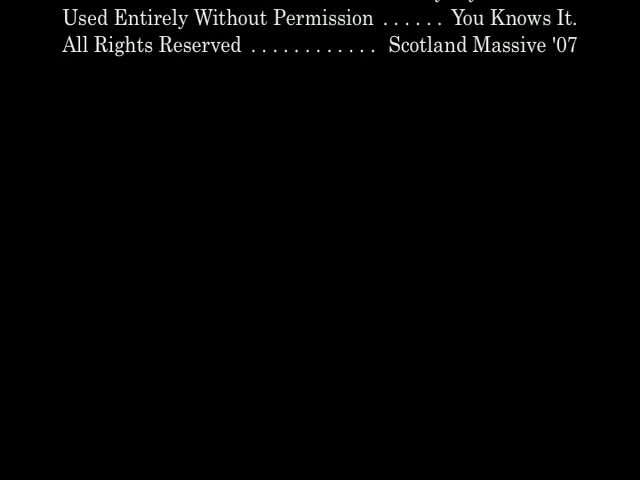 Used Entirely Without Permission ...... You Knows It.
All Rights Reserved ............ Scotland Massive '07